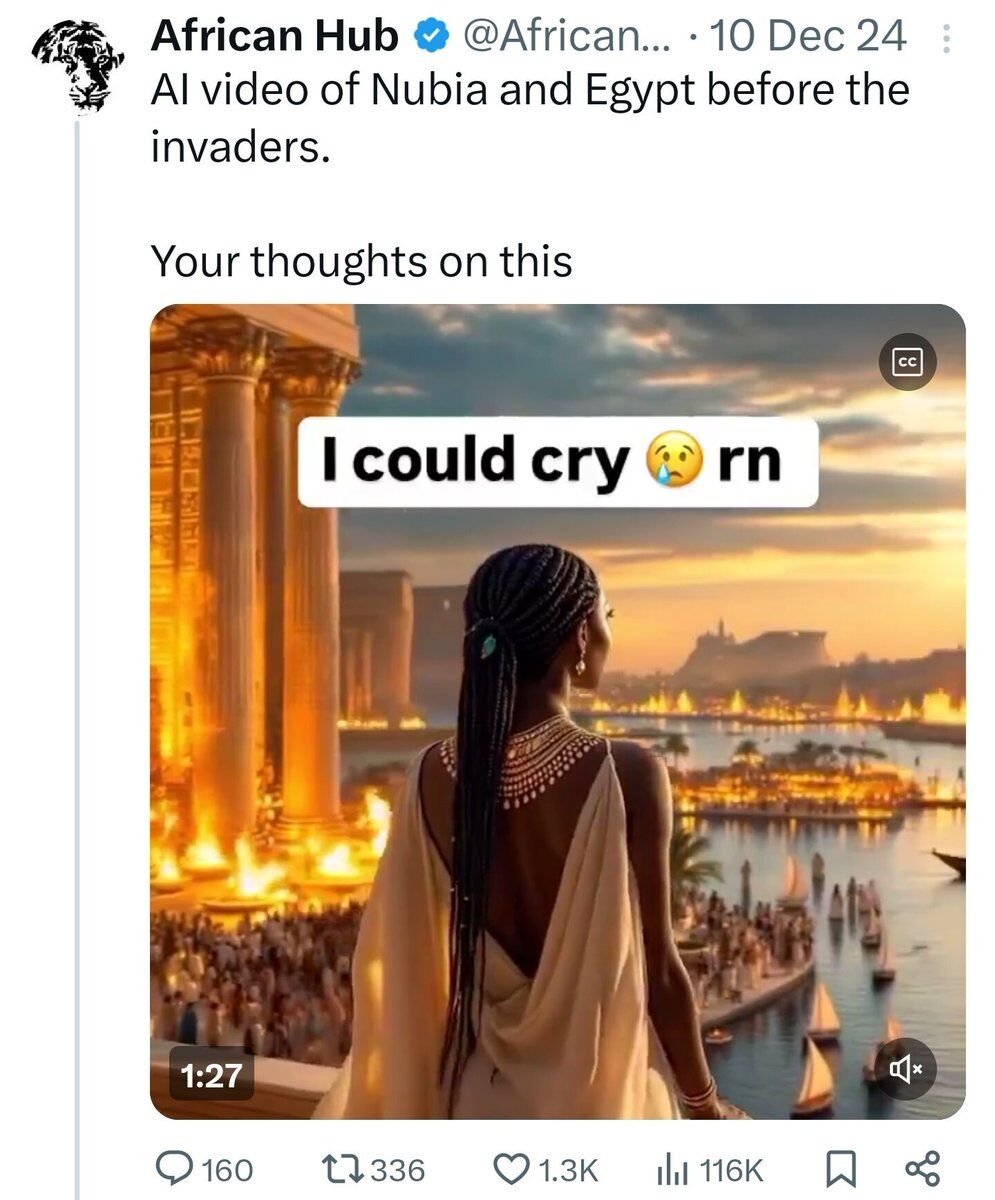 African Hub @African... · 10 Dec 24
AI video of Nubia and Egypt before the
invaders.
Your thoughts on this
CC
I could cry 😢 rn
1:27
160 336 1.3K 116K